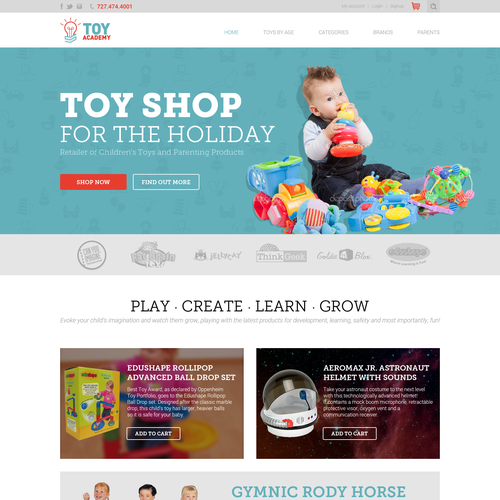 727.474.4001
My account
Login
Signup
TOY
ACADEMY
HOME
TOYS BY AGE
CATEGORIES
BRANDS
PARENTS
TOY SHOP
FOR THE HOLIDAY
Retailer of Children's Toys and Parenting Products
SHOP NOW
FIND OUT MORE
JELLYCAT
ThinkGeek
Goldie Blox
PLAY · CREATE · LEARN · GROW
Evoke your child's imagination and watch them grow, playing with the latest products for development, learning, safety and most importantly, fun!
EDUSHAPE ROLLIPOP
ADVANCED BALL DROP SET
Best Toy Award, as declared by Oppenheim
Toy Portfolio, goes to the Edushape Rollipop
Ball Drop set. Designed after the classic marble
drop, this child's toy has larger, heavier balls
so it is safe for your baby.
ADD TO CART
AEROMAX JR. ASTRONAUT
HELMET WITH SOUNDS
Take your astronaut costume to the next level
with this technologically advanced helmet!
It contains a mock boom microphone, retractable
protective visor, oxygen vent and a
communication receiver.
ADD TO CART
GYMNIC RODY HORSE